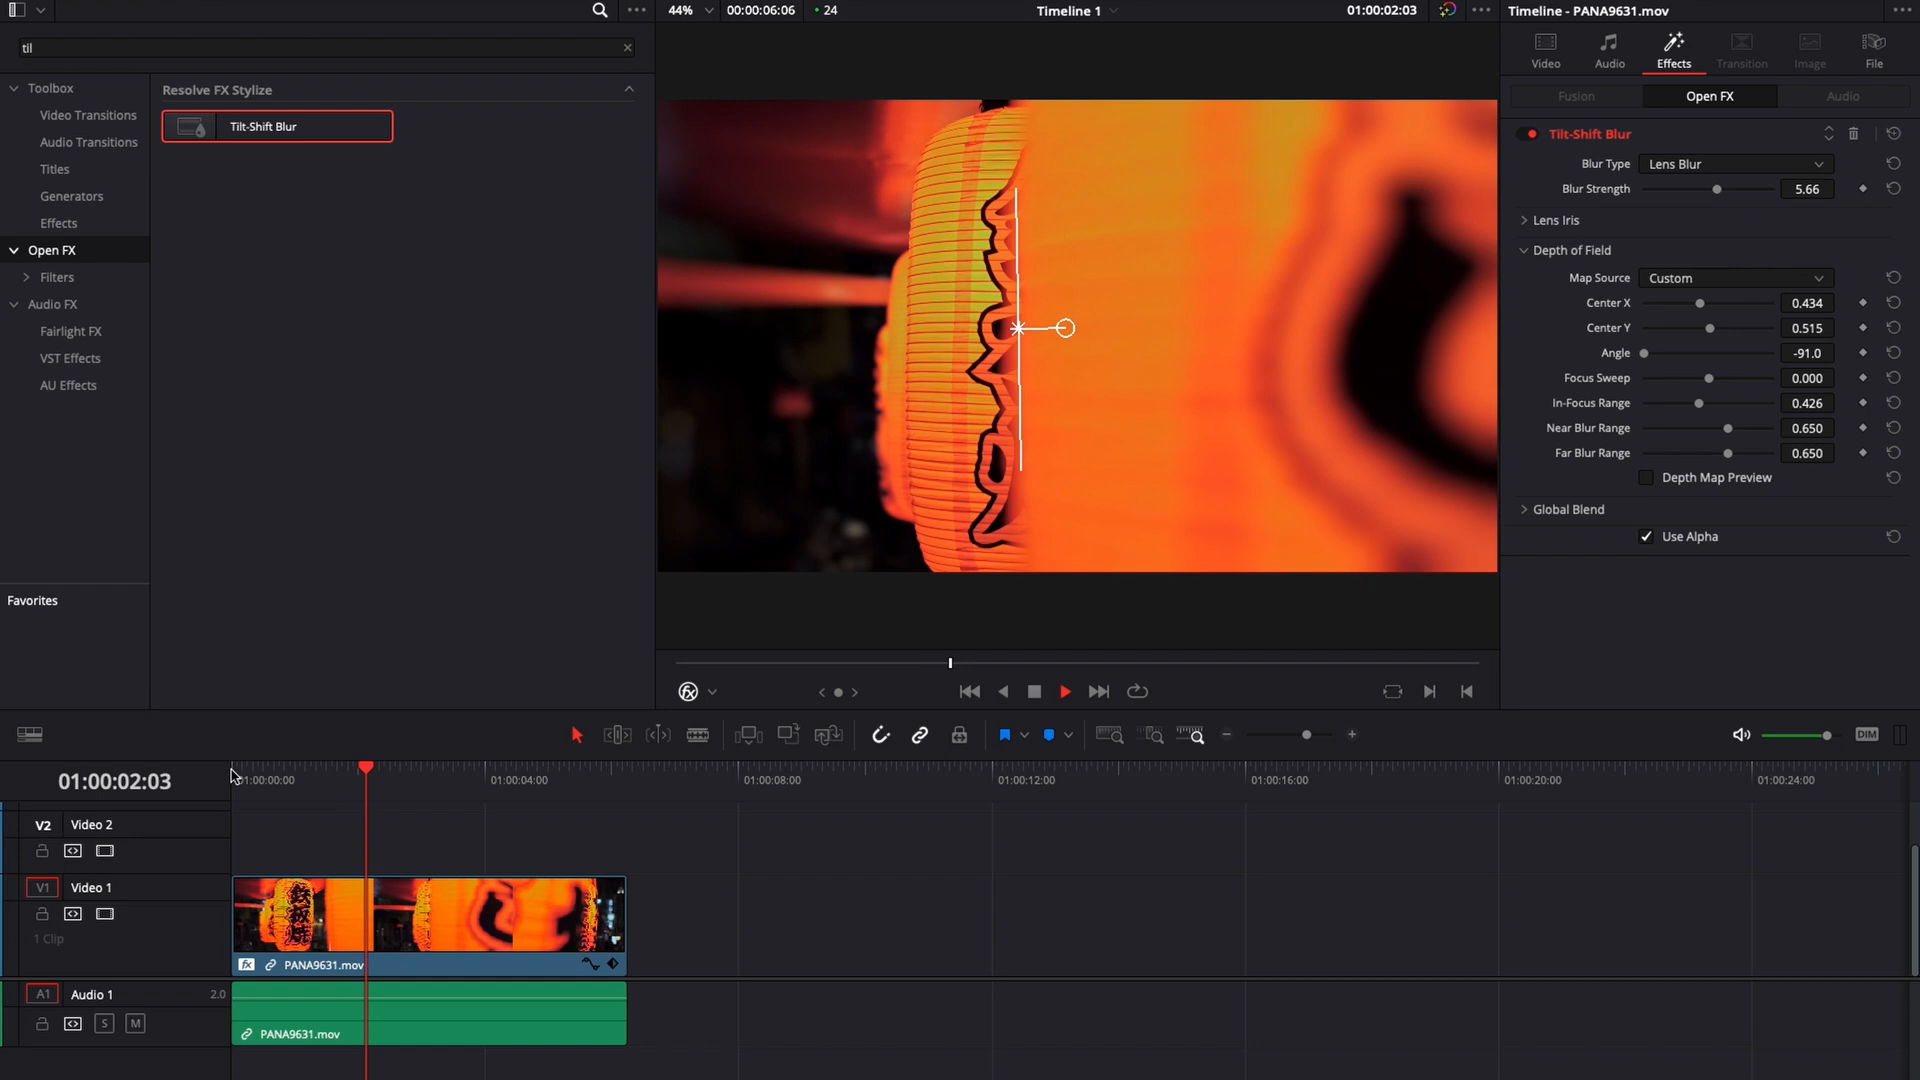 44%
00:00:06:06
24
Timeline 1
01:00:02:03
Timeline - PANA9631.mov
til
Video
Audio
Effects
Transition
Image
File
Toolbox
Video Transitions
Audio Transitions
Titles
Generators
Effects
Open FX
Filters
Audio FX
Fairlight FX
VST Effects
AU Effects
Favorites
Resolve FX Stylize
Tilt-Shift Blur
Fusion
Open FX
Audio
Tilt-Shift Blur
Blur Type
Lens Blur
Blur Strength
5.66
Lens Iris
Depth of Field
Map Source
Custom
Center X
0.434
Center Y
0.515
Angle
-91.0
Focus Sweep
0.000
In-Focus Range
0.426
Near Blur Range
0.650
Far Blur Range
0.650
Depth Map Preview
Global Blend
Use Alpha
fx
DIM
01:00:02:03
01:00:00:00
01:00:04:00
01:00:08:00
01:00:12:00
01:00:16:00
01:00:20:00
01:00:24:00
V2
Video 2
V1
Video 1
1 Clip
鉄板焼
fx
PANA9631.mov
A1
Audio 1
2.0
S
M
PANA9631.mov